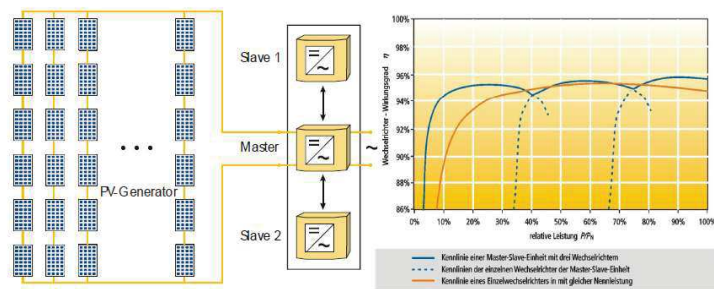 Slave 1
Master
Slave 2
PV-Generator
~
Wechselrichter - Wirkungsgrad η
100%
98%
96%
94%
92%
90%
88%
86%
0%
10%
20%
30%
40%
50%
60%
70%
80%
90%
100%
relative Leistung P/PN
Kennlinie einer Master-Slave-Einheit mit drei Wechselrichtern
Kennlinien der einzelnen Wechselrichter der Master-Slave-Einheit
Kennlinie eines Einzelwechselrichters in mit gleicher Nennleistung